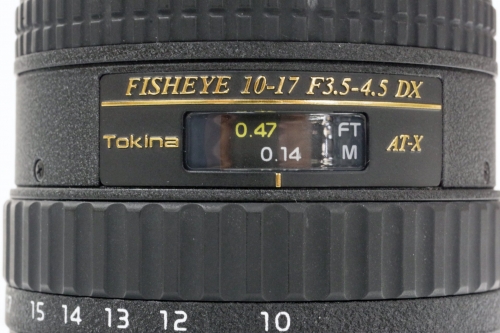 FISHEYE 10-17 F3.5-4.5 DX
Tokina 0.47 FT AT-X
0.14 M
15 14 13 12 10